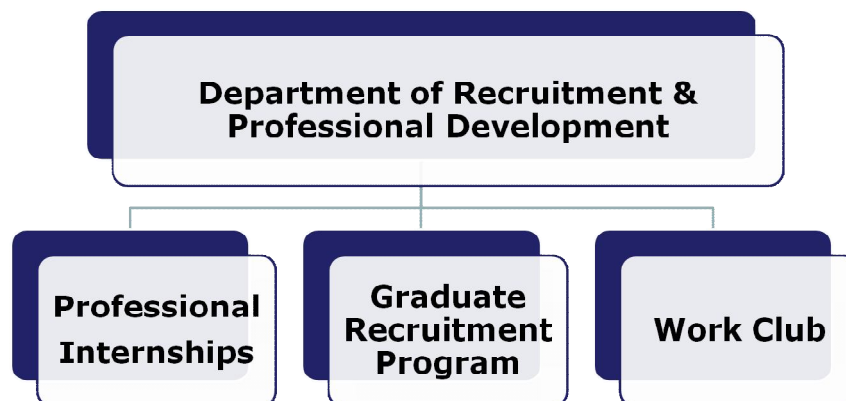 Department of Recruitment &
Professional Development
Professional
Internships
Graduate
Recruitment
Program
Work Club